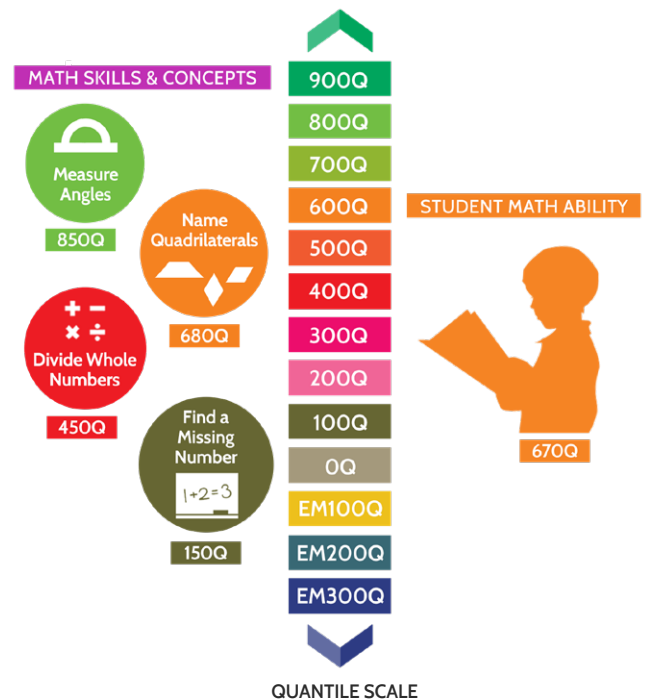 MATH SKILLS & CONCEPTS
Measure
Angles
850Q
Name
Quadrilaterals
680Q
+ −
× ÷
Divide Whole
Numbers
450Q
Find a
Missing
Number
1+2=3
150Q
900Q
800Q
700Q
600Q
500Q
400Q
300Q
200Q
100Q
0Q
EM100Q
EM200Q
EM300Q
QUANTILE SCALE
STUDENT MATH ABILITY
670Q